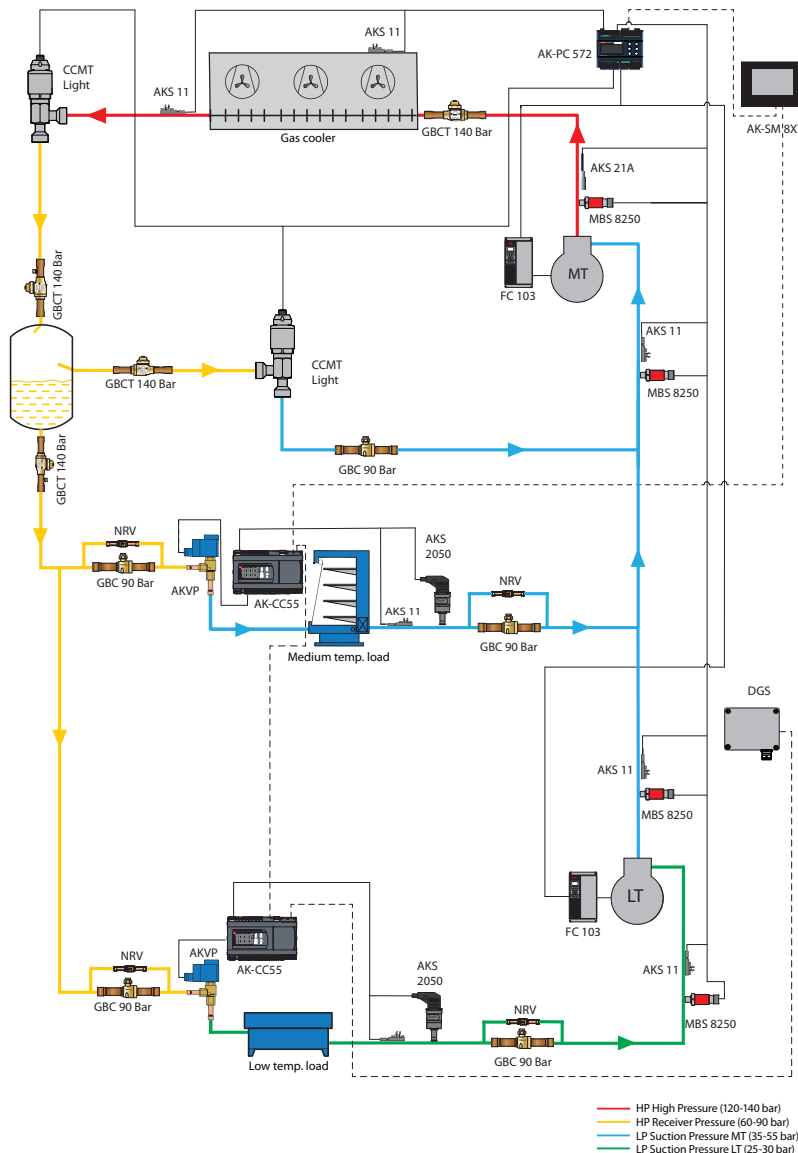 AKS 11
AK-PC 572
CCMT
Light
AKS 11
Gas cooler
GBCT 140 Bar
AK-SM 8X
AKS 21A
MBS 8250
MT
FC 103
GBCT 140 Bar
AKS 11
GBCT 140 Bar
CCMT
Light
MBS 8250
GBCT 140 Bar
GBC 90 Bar
NRV
GBC 90 Bar
AKVP
AK-CC55
AKS
2050
AKS 11
NRV
GBC 90 Bar
Medium temp. load
DGS
AKS 11
MBS 8250
LT
FC 103
NRV
GBC 90 Bar
AKVP
AK-CC55
AKS
2050
NRV
GBC 90 Bar
AKS 11
MBS 8250
Low temp. load
HP High Pressure (120-140 bar)
HP Receiver Pressure (60-90 bar)
LP Suction Pressure MT (35-55 bar)
LP Suction Pressure LT (25-30 bar)